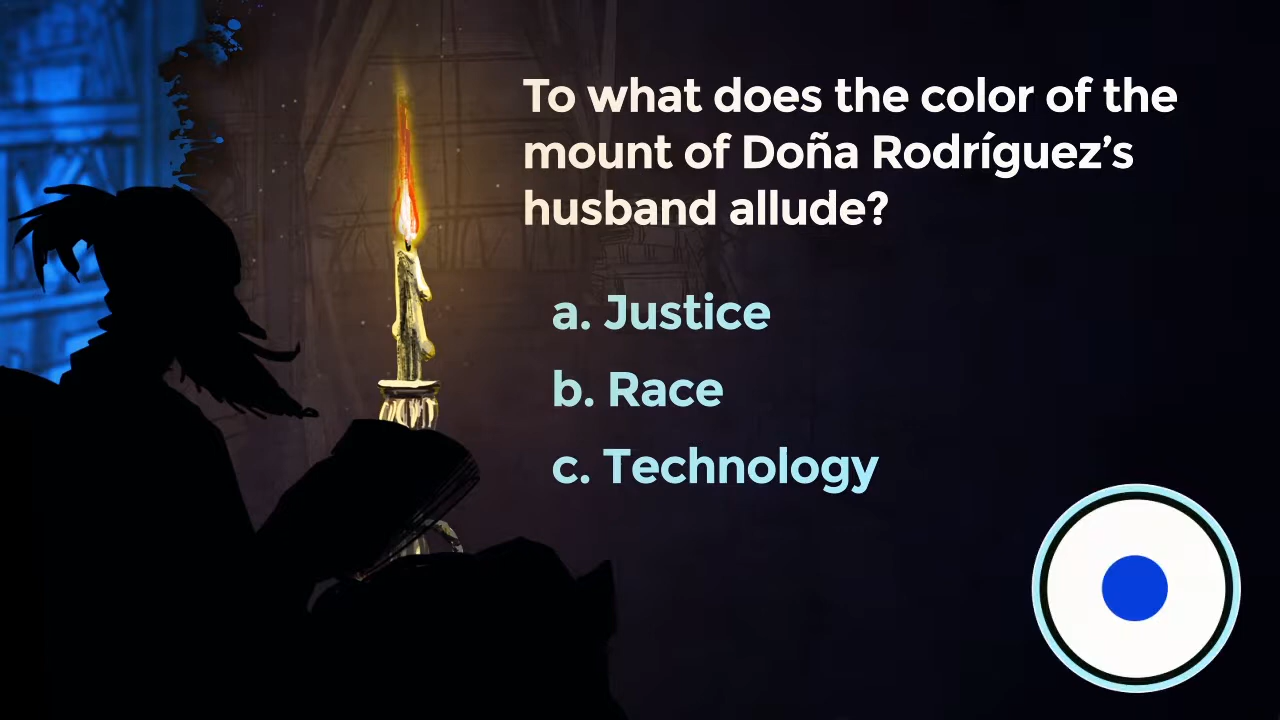 To what does the color of the
mount of Doña Rodríguez’s
husband allude?
a. Justice
b. Race
c. Technology